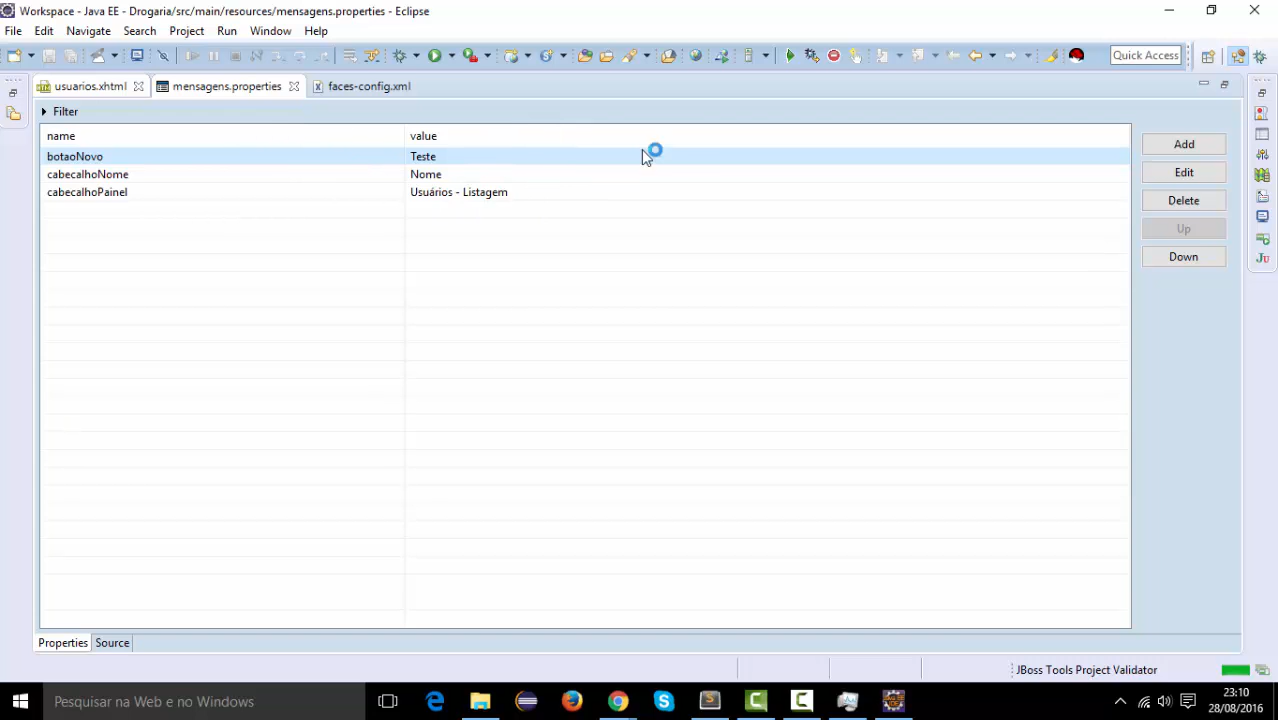 Workspace - Java EE - Drogaria/src/main/resources/mensagens.properties - Eclipse
File Edit Navigate Search Project Run Window Help
Quick Access
usuarios.xhtml mensagens.properties faces-config.xml
Filter
name value
botaoNovo Teste
cabecalhoNome Nome
cabecalhoPainel Usuários - Listagem
Add
Edit
Delete
Up
Down
Properties Source
JBoss Tools Project Validator
Pesquisar na Web e no Windows
23:10
28/08/2016